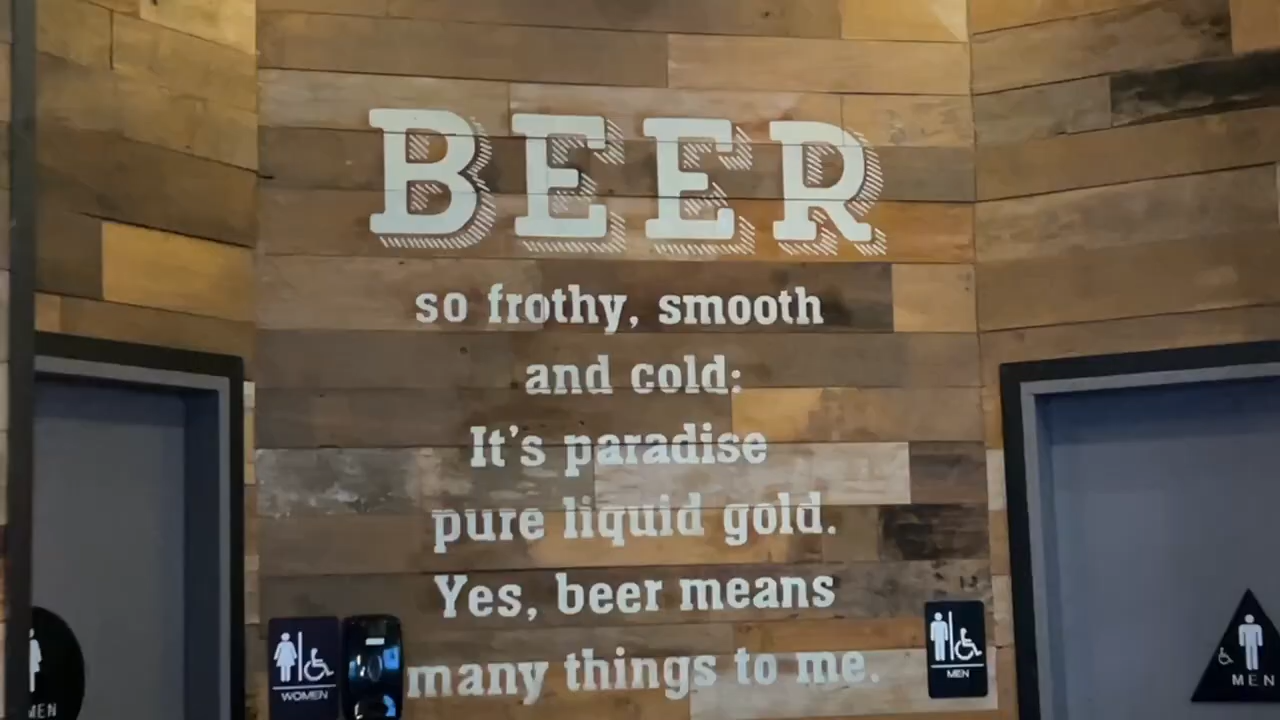 BEER
so frothy, smooth
and cold:
It's paradise
pure liquid gold.
Yes, beer means
many things to me.
WOMEN
MEN
MEN
MEN